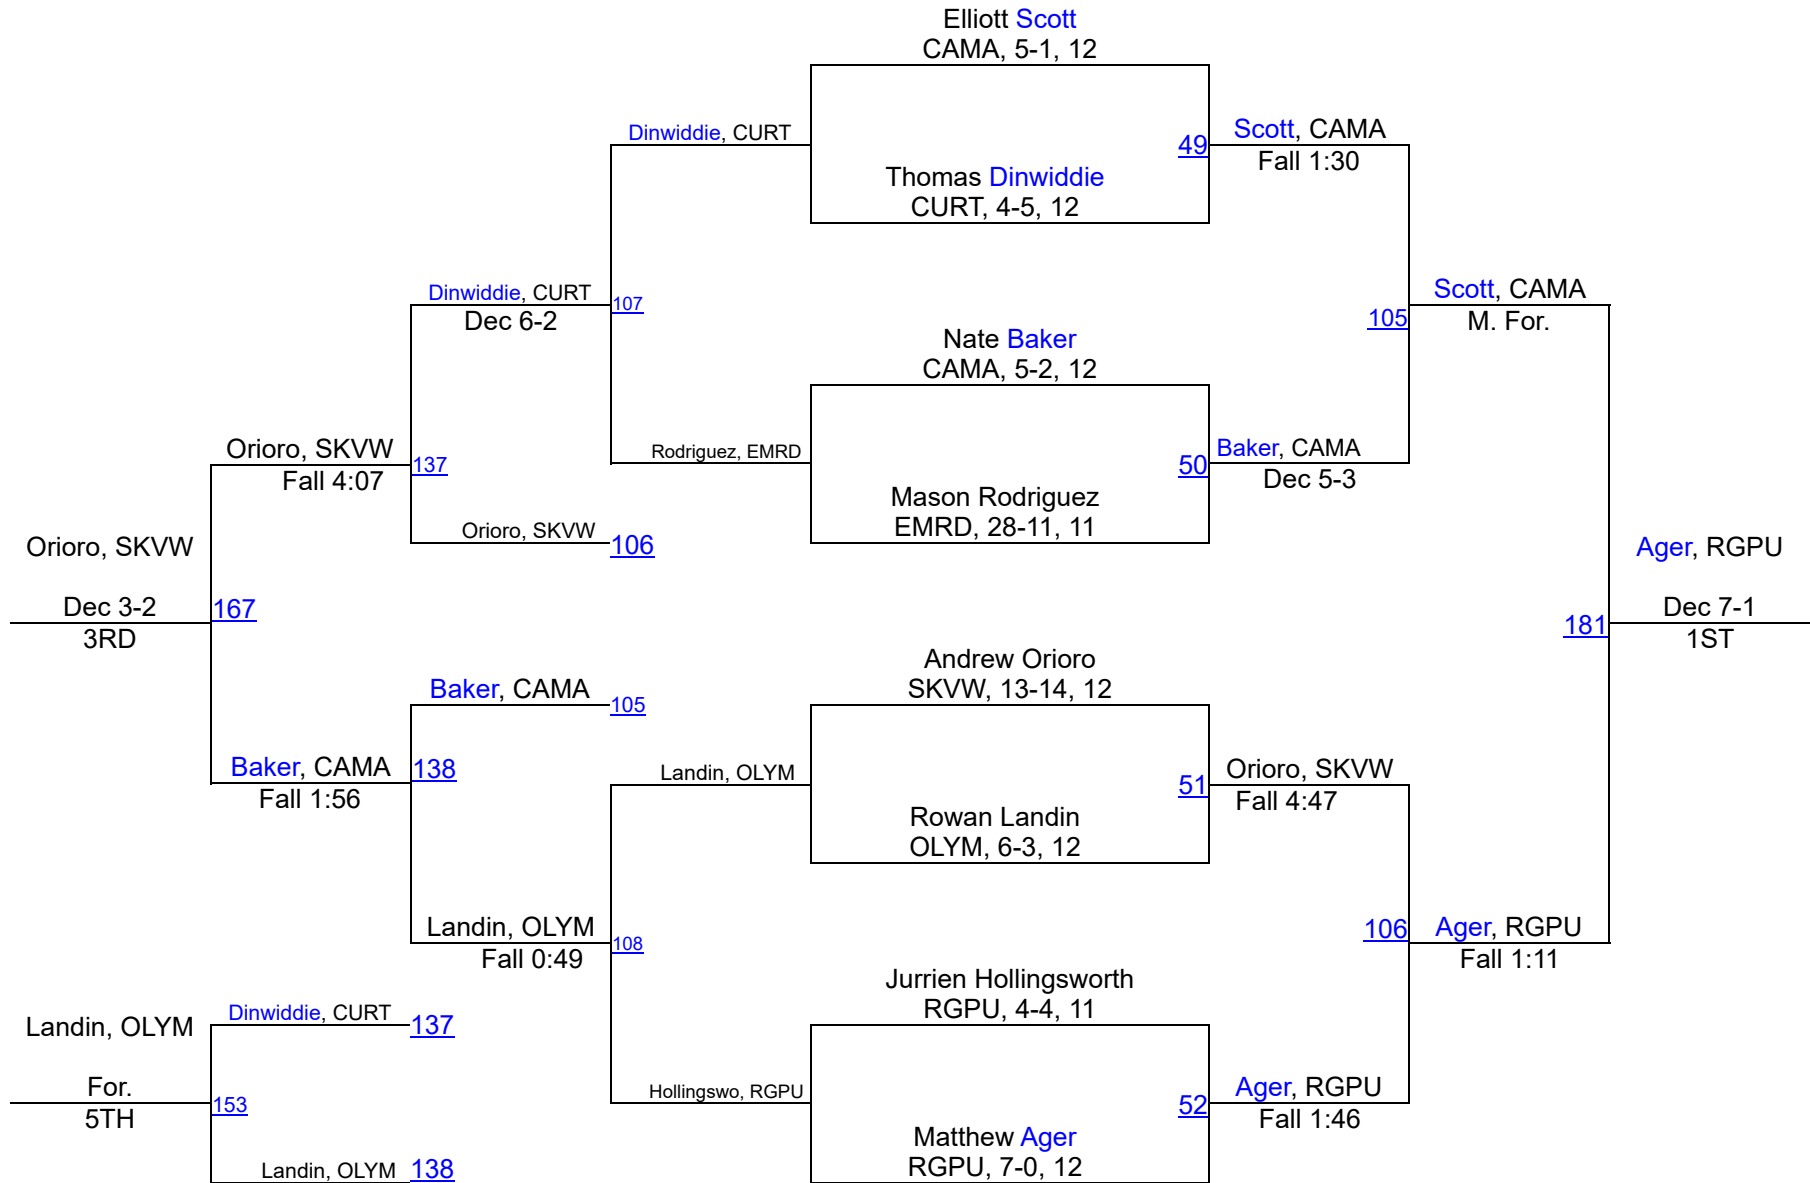 Elliott Scott
CAMA, 5-1, 12
Dinwiddie, CURT
49
Scott, CAMA
Fall 1:30
Thomas Dinwiddie
CURT, 4-5, 12
Dinwiddie, CURT
Dec 6-2
107
Scott, CAMA
M. For.
105
Nate Baker
CAMA, 5-2, 12
Orioro, SKVW
Fall 4:07
137
Rodriguez, EMRD
50
Baker, CAMA
Dec 5-3
Mason Rodriguez
EMRD, 28-11, 11
Orioro, SKVW
106
Orioro, SKVW
Dec 3-2
3RD
167
Ager, RGPU
Dec 7-1
1ST
181
Andrew Orioro
SKVW, 13-14, 12
Baker, CAMA
105
Baker, CAMA
Fall 1:56
138
Landin, OLYM
51
Orioro, SKVW
Fall 4:47
Rowan Landin
OLYM, 6-3, 12
Landin, OLYM
Fall 0:49
108
106
Ager, RGPU
Fall 1:11
Jurrien Hollingsworth
RGPU, 4-4, 11
Landin, OLYM
Dinwiddie, CURT
137
For.
5TH
153
Hollingswo, RGPU
52
Ager, RGPU
Fall 1:46
Matthew Ager
RGPU, 7-0, 12
Landin, OLYM
138